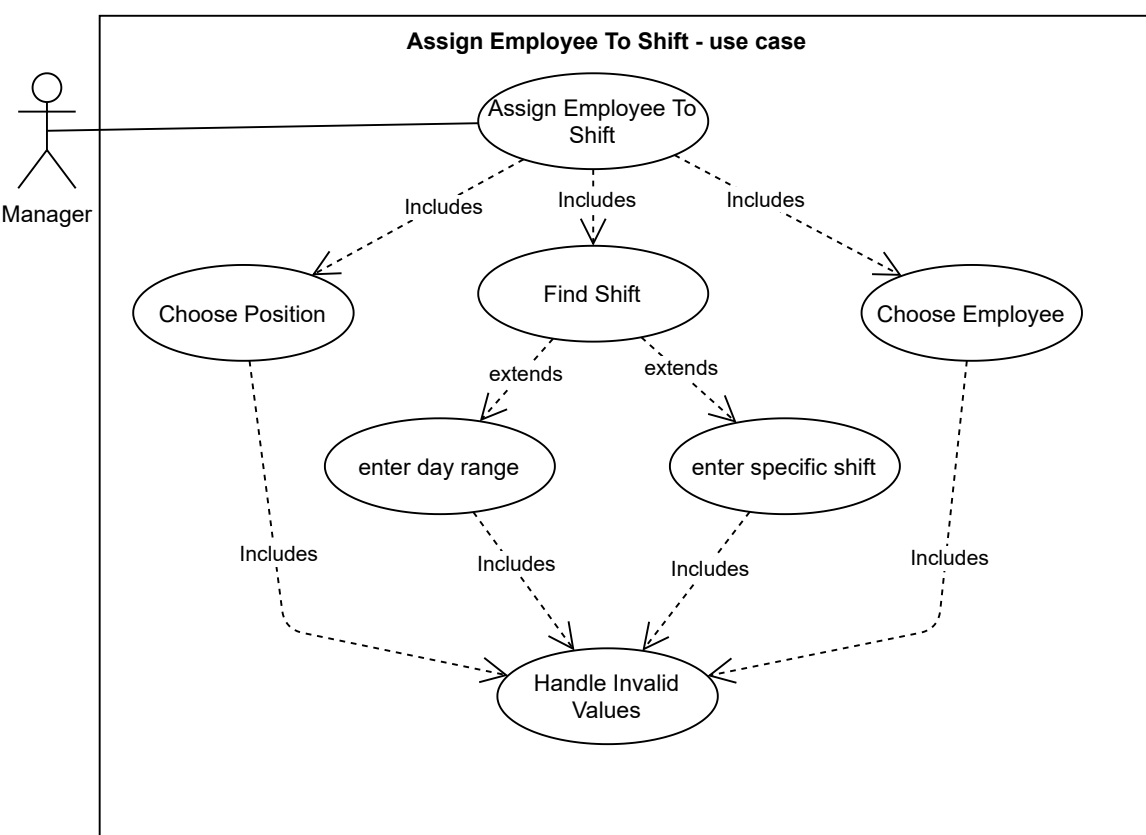 Assign Employee To Shift - use case
Assign Employee To
Shift
Manager
Includes
Includes
Includes
Choose Position
Find Shift
Choose Employee
extends
extends
enter day range
enter specific shift
Includes
Includes
Includes
Includes
Handle Invalid
Values